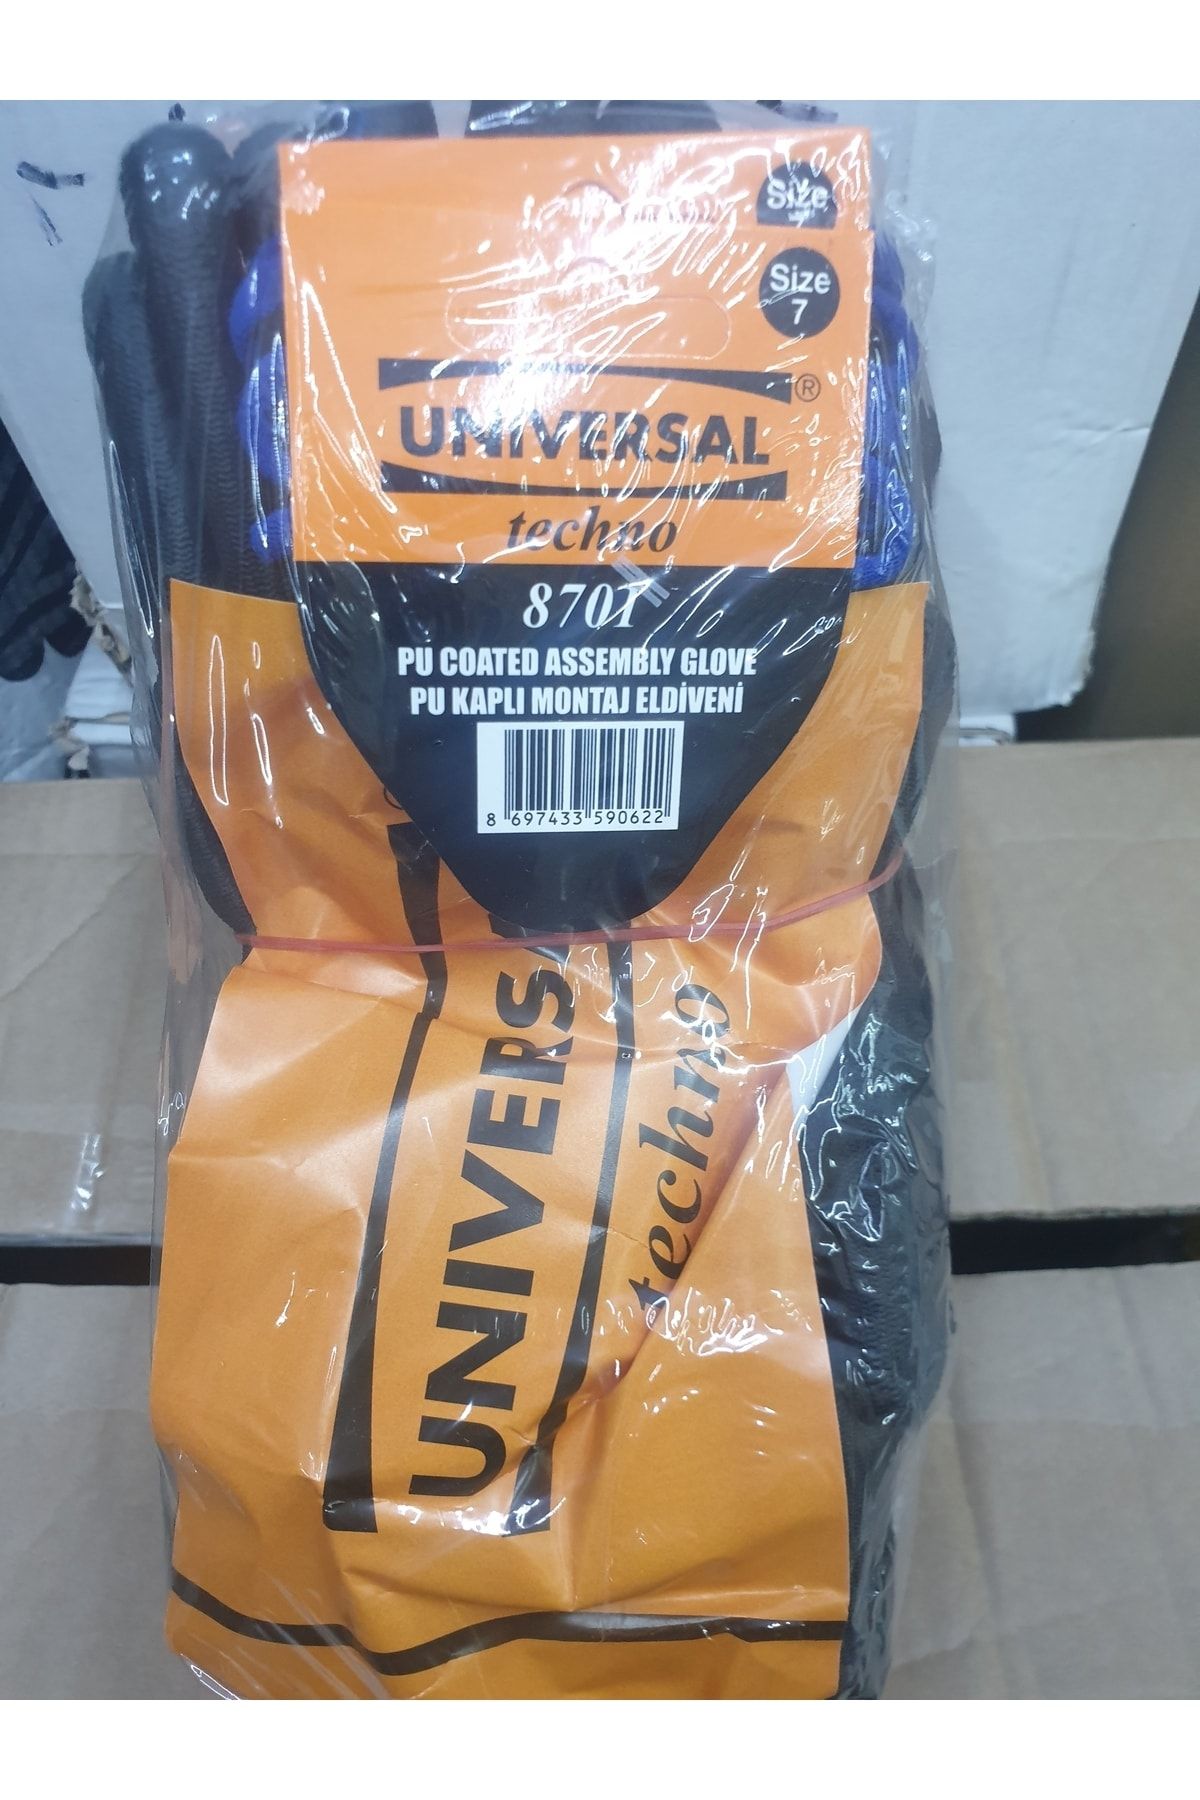 Size
Size
7
UNIVERSAL®
techno
8701
PU COATED ASSEMBLY GLOVE
PU KAPLI MONTAJ ELDİVENİ
8 697433 590622
UNIVERSA
techno